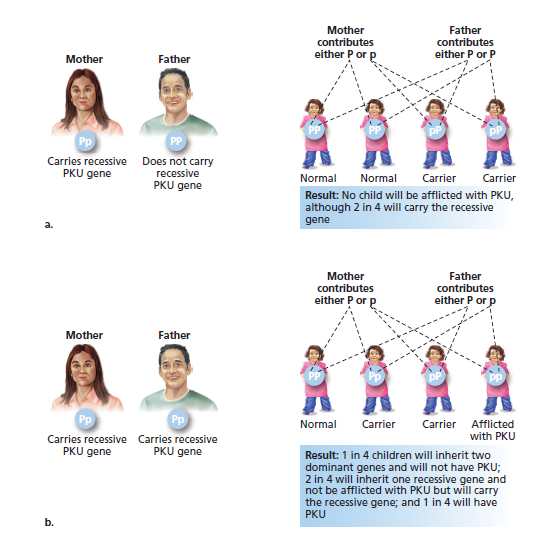 Mother
contributes
either P or p
Father
contributes
either P or P
Mother
Father
Pp
PP
Carries recessive
PKU gene
Does not carry
recessive
PKU gene
PP
PP
pP
pP
Normal
Normal
Carrier
Carrier
Result: No child will be afflicted with PKU,
although 2 in 4 will carry the recessive
gene
a.
Mother
contributes
either P or p
Father
contributes
either P or p
Mother
Father
Pp
Pp
Carries recessive
PKU gene
Carries recessive
PKU gene
PP
Pp
pP
pp
Normal
Carrier
Carrier
Afflicted
with PKU
Result: 1 in 4 children will inherit two
dominant genes and will not have PKU;
2 in 4 will inherit one recessive gene and
not be afflicted with PKU but will carry
the recessive gene; and 1 in 4 will have
PKU
b.